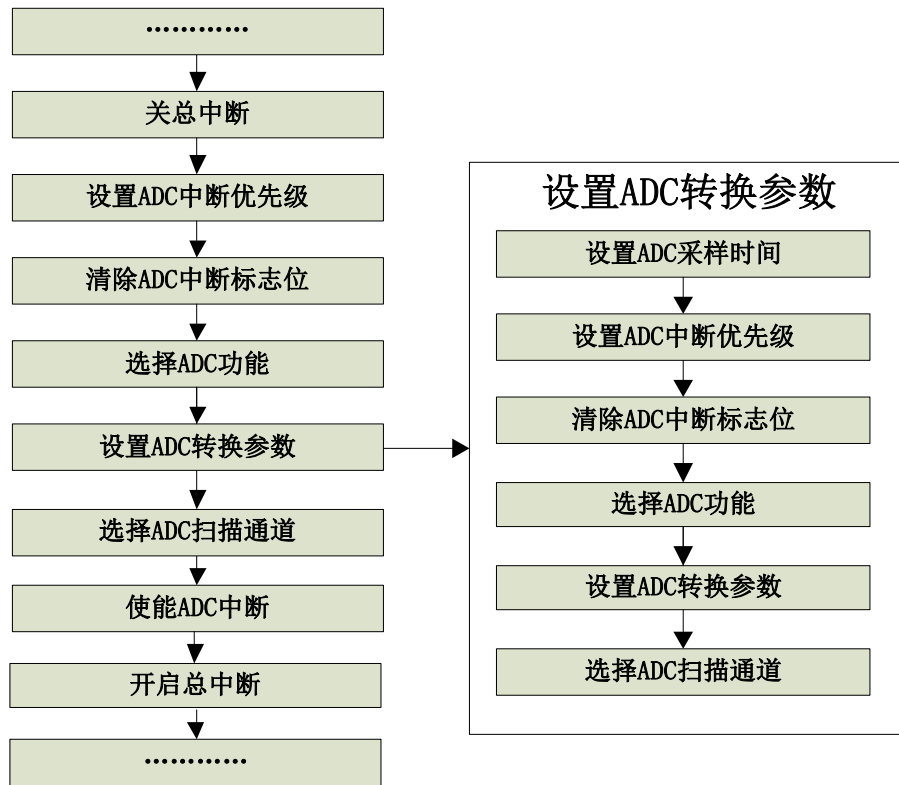 …………
关总中断
设置ADC中断优先级
清除ADC中断标志位
选择ADC功能
设置ADC转换参数
选择ADC扫描通道
使能ADC中断
开启总中断
…………
设置ADC转换参数
设置ADC采样时间
设置ADC中断优先级
清除ADC中断标志位
选择ADC功能
设置ADC转换参数
选择ADC扫描通道